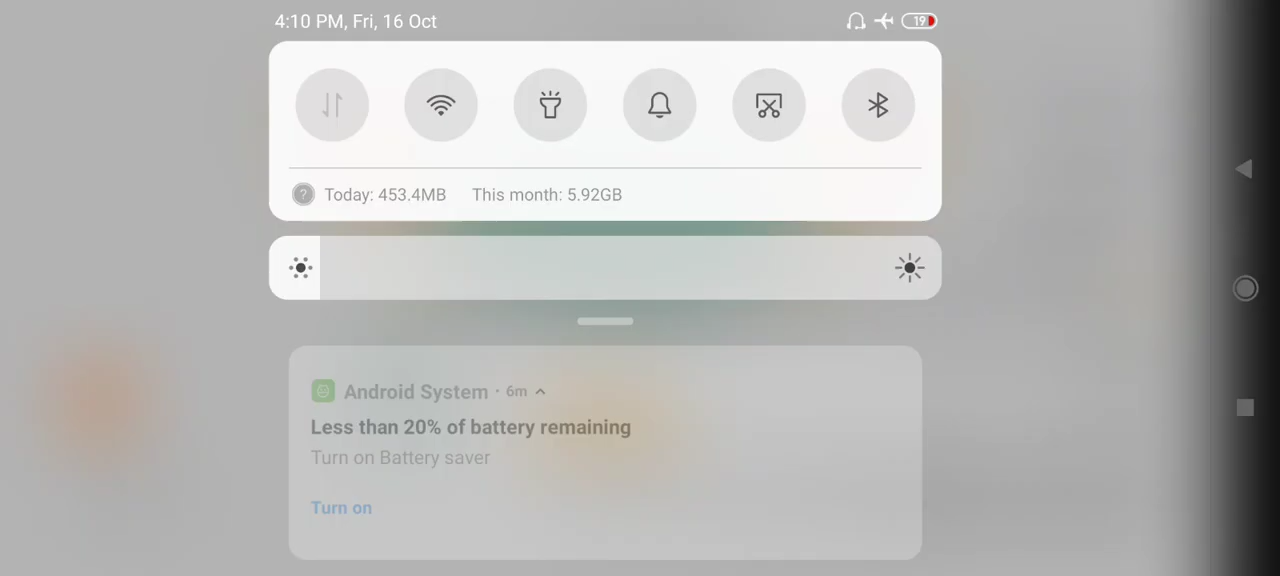 4:10 PM, Fri, 16 Oct
19
Today: 453.4MB This month: 5.92GB
Android System · 6m
Less than 20% of battery remaining
Turn on Battery saver
Turn on